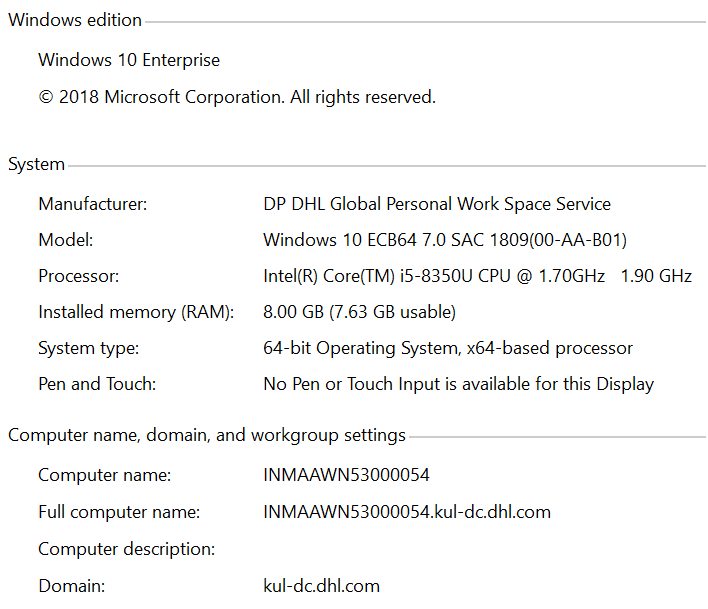 Windows edition
Windows 10 Enterprise
© 2018 Microsoft Corporation. All rights reserved.
System
Manufacturer: DP DHL Global Personal Work Space Service
Model: Windows 10 ECB64 7.0 SAC 1809(00-AA-B01)
Processor: Intel(R) Core(TM) i5-8350U CPU @ 1.70GHz 1.90 GHz
Installed memory (RAM): 8.00 GB (7.63 GB usable)
System type: 64-bit Operating System, x64-based processor
Pen and Touch: No Pen or Touch Input is available for this Display
Computer name, domain, and workgroup settings
Computer name: INMAAWN53000054
Full computer name: INMAAWN53000054.kul-dc.dhl.com
Computer description:
Domain: kul-dc.dhl.com